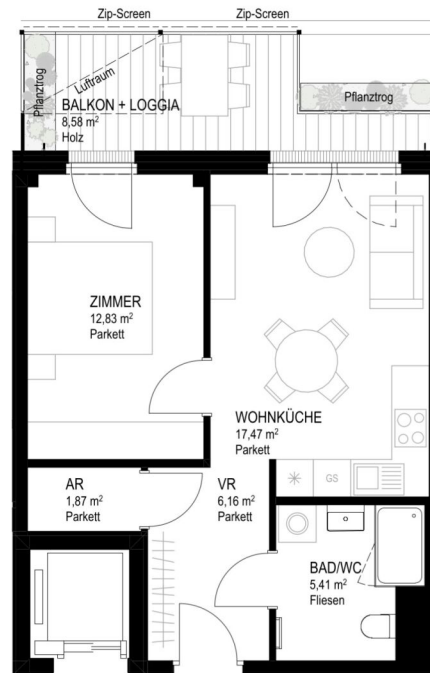 Zip-Screen
Zip-Screen
Pflanztrog
Luftraum
BALKON + LOGGIA
8,58 m²
Holz
Pflanztrog
ZIMMER
12,83 m²
Parkett
WOHNKÜCHE
17,47 m²
Parkett
GS
AR
1,87 m²
Parkett
VR
6,16 m²
Parkett
BAD/WC
5,41 m²
Fliesen